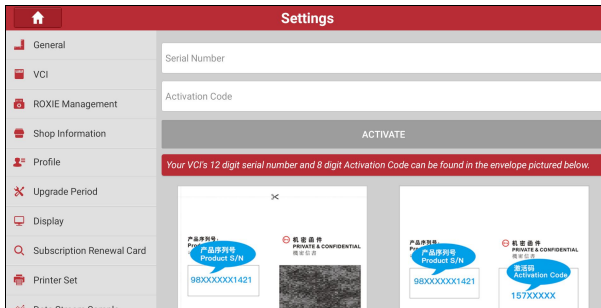 Settings
General
VCI
ROXIE Management
Shop Information
Profile
Upgrade Period
Display
Subscription Renewal Card
Printer Set
Serial Number
Activation Code
ACTIVATE
Your VCI's 12 digit serial number and 8 digit Activation Code can be found in the envelope pictured below.
产品序列号:
产品序列号
Product S/N
98XXXXXX1421
机密函件
PRIVATE & CONFIDENTIAL
機密信函
产品序列号:
产品序列号
Product S/N
98XXXXXX1421
机密函件
PRIVATE & CONFIDENTIAL
激活码
Activation Code
157XXXXX